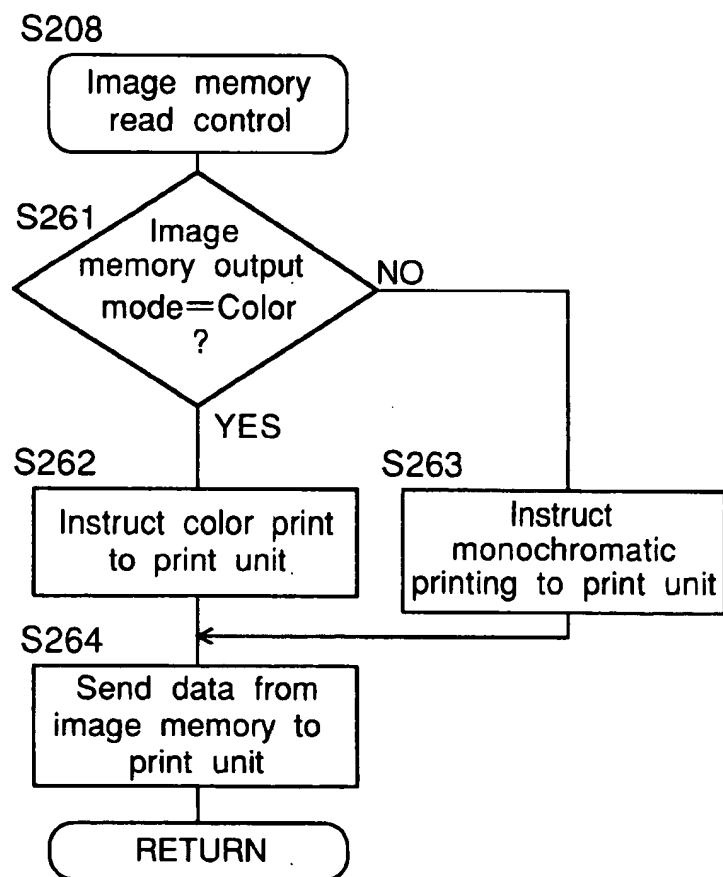 S208
Image memory
read control
S261
Image
memory output
mode=Color
?
NO
YES
S262
Instruct color print
to print unit
S263
Instruct
monochromatic
printing to print unit
S264
Send data from
image memory to
print unit
RETURN